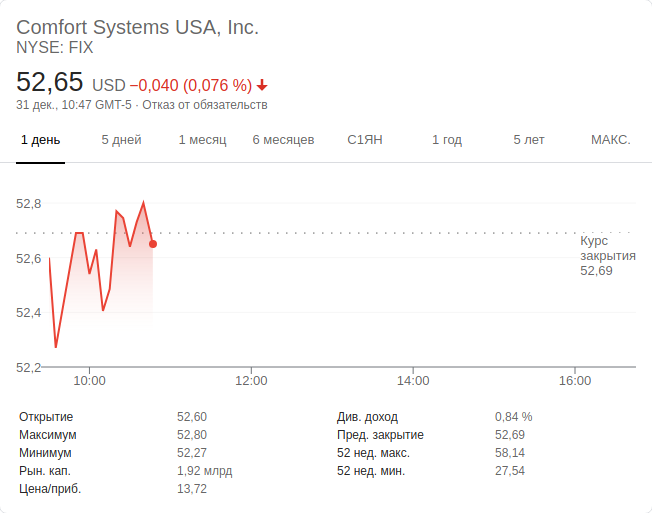 Comfort Systems USA, Inc.
NYSE: FIX
52,65 USD −0,040 (0,076 %)
31 дек., 10:47 GMT-5 · Отказ от обязательств
1 день 5 дней 1 месяц 6 месяцев С1ЯН 1 год 5 лет МАКС.
52,8
Курс
закрытия
52,69
52,6
52,4
52,2
10:00 12:00 14:00 16:00
Открытие 52,60 Див. доход 0,84 %
Максимум 52,80 Пред. закрытие 52,69
Минимум 52,27 52 нед. макс. 58,14
Рын. кап. 1,92 млрд 52 нед. мин. 27,54
Цена/приб. 13,72